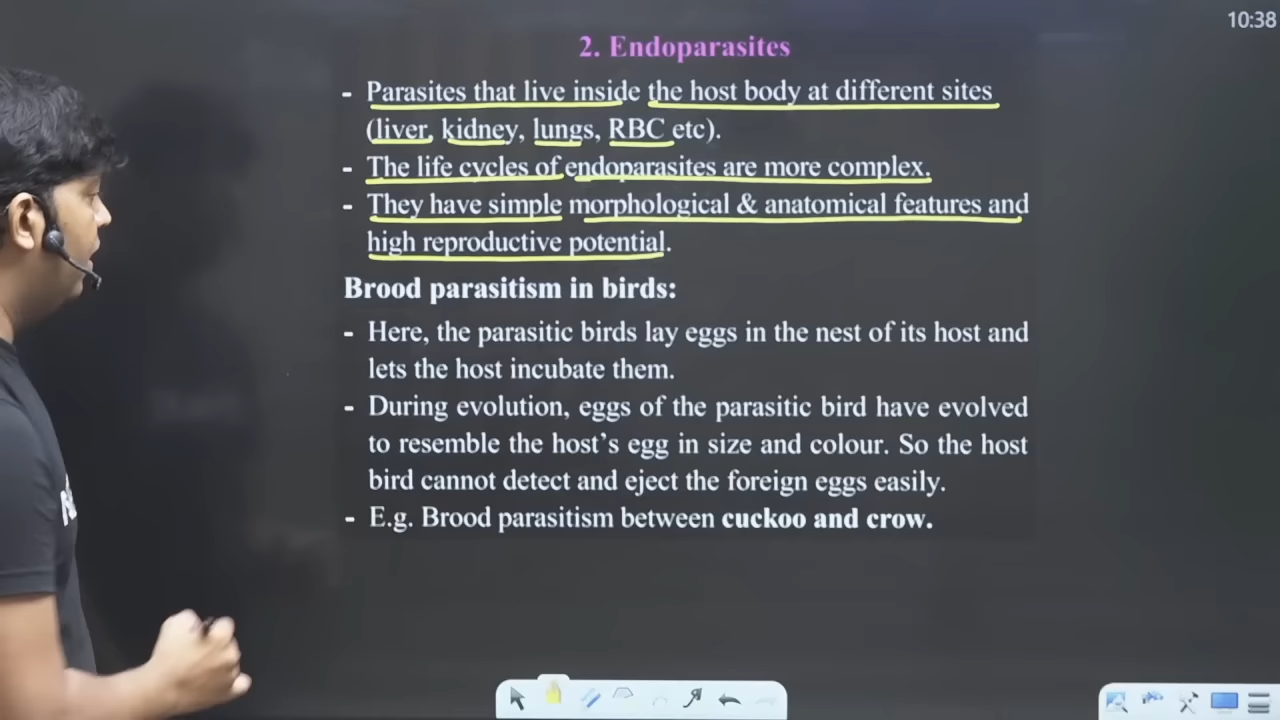 10:38
2. Endoparasites
- Parasites that live inside the host body at different sites
(liver, kidney, lungs, RBC etc).
- The life cycles of endoparasites are more complex.
- They have simple morphological & anatomical features and
high reproductive potential.
Brood parasitism in birds:
- Here, the parasitic birds lay eggs in the nest of its host and
lets the host incubate them.
- During evolution, eggs of the parasitic bird have evolved
to resemble the host’s egg in size and colour. So the host
bird cannot detect and eject the foreign eggs easily.
- E.g. Brood parasitism between cuckoo and crow.